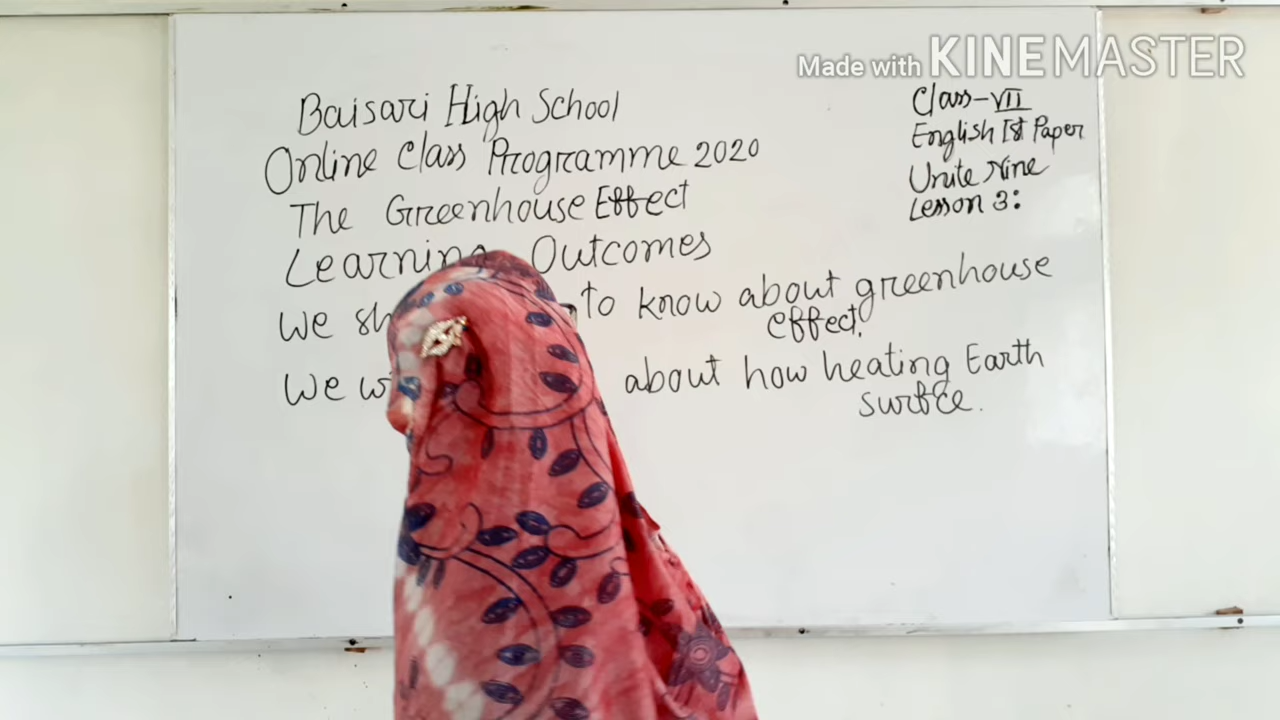 Made with KINEMASTER
Baisari High School
Online Class Programme 2020
The Greenhouse Effect
Learning Outcomes
We to know about greenhouse
effect.
We about how heating Earth
surfce.
Class-VII
English Ist Paper
Unite Nine
Lesson 3: